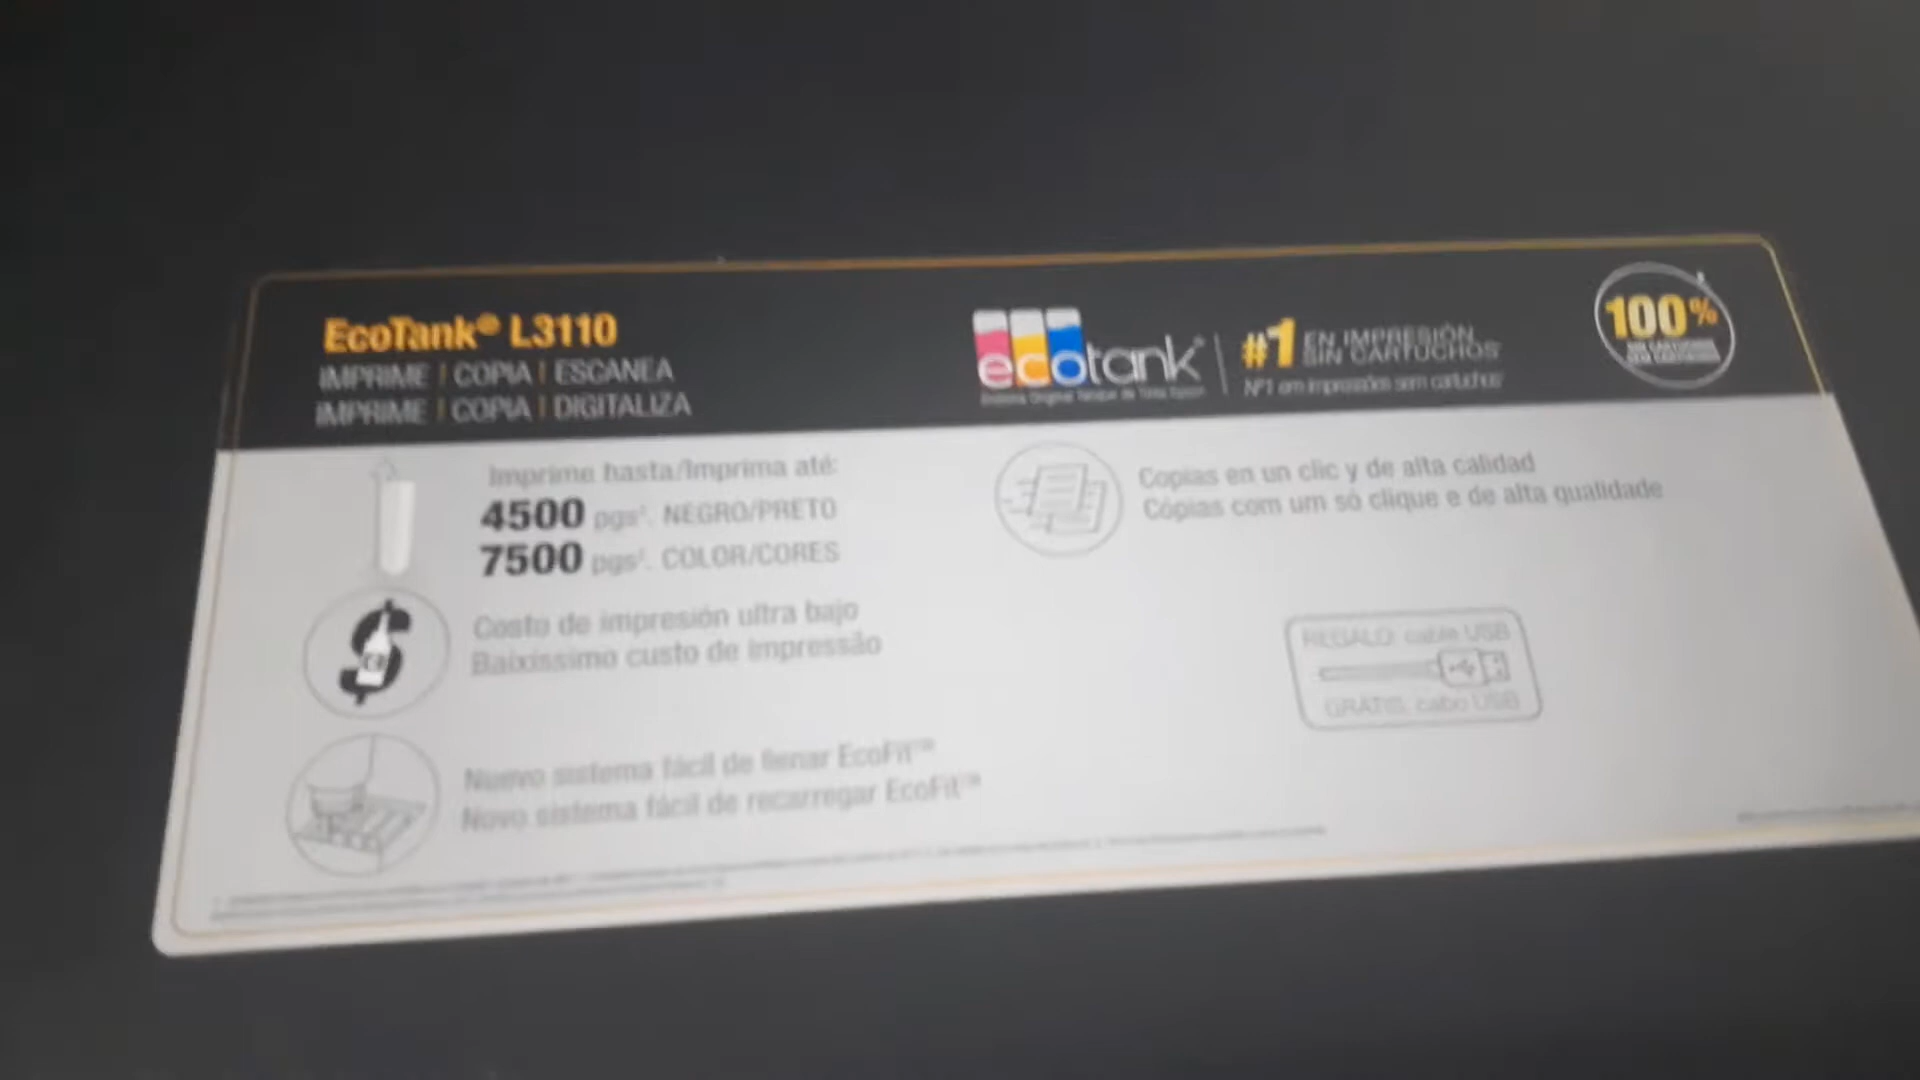 EcoTank® L3110
IMPRIME | COPIA | ESCANEA
IMPRIME | COPIA | DIGITALIZA
ecotank®
#1 EN IMPRESIÓN
SIN CARTUCHOS
Nº1 em impressões sem cartuchos
100%
Imprime hasta/Imprima até:
4500 pgs². NEGRO/PRETO
7500 pgs². COLOR/CORES
Costo de impresión ultra bajo
Baixíssimo custo de impressão
Nuevo sistema fácil de llenar EcoFit™
Novo sistema fácil de recarregar EcoFit™
Copias en un clic y de alta calidad
Cópias com um só clique e de alta qualidade
REGALO: cable USB
GRÁTIS: cabo USB